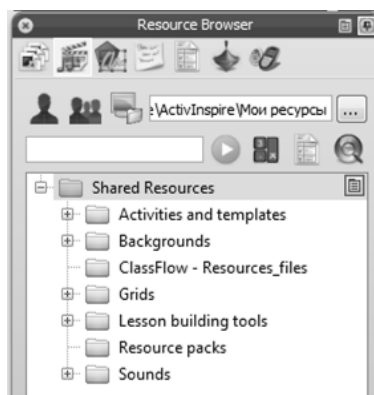 Resource Browser
:\ActivInspire\Мои ресурсы ...
Shared Resources
Activities and templates
Backgrounds
ClassFlow - Resources_files
Grids
Lesson building tools
Resource packs
Sounds